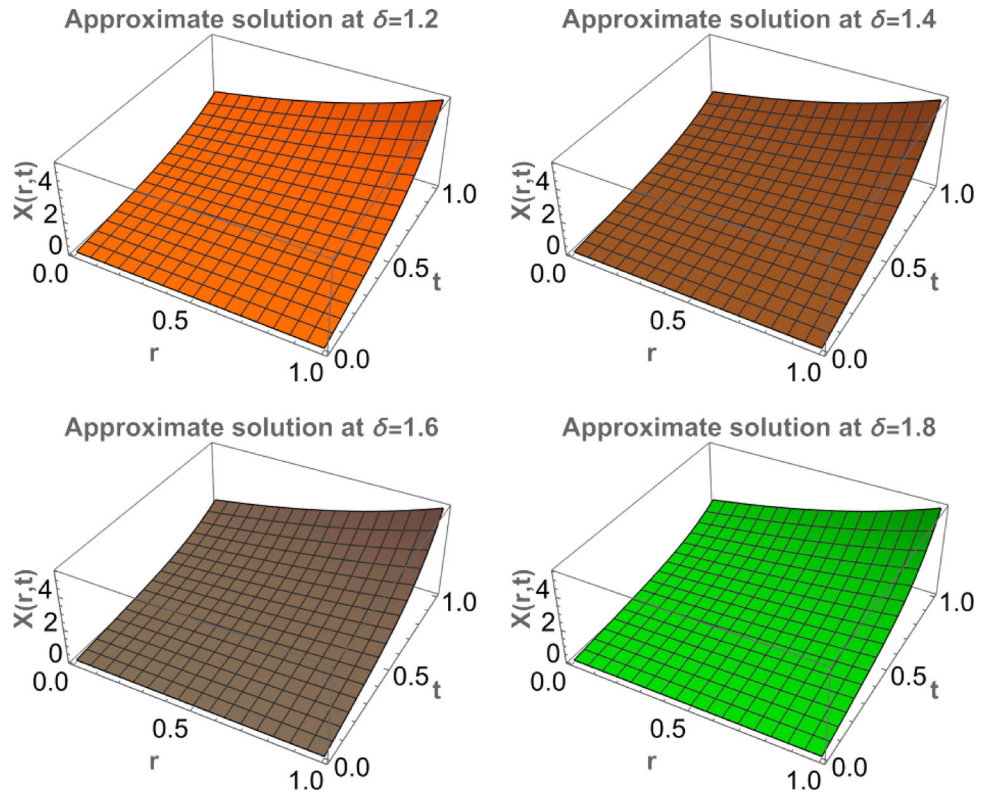 Approximate solution at δ=1.2
X(r,t)
4
2
0
0.0
0.5
r
1.0
0.0
0.5
t
1.0
Approximate solution at δ=1.4
X(r,t)
4
2
0
0.0
0.5
r
1.0
0.0
0.5
t
1.0
Approximate solution at δ=1.6
X(r,t)
4
2
0
0.0
0.5
r
1.0
0.0
0.5
t
1.0
Approximate solution at δ=1.8
X(r,t)
4
2
0
0.0
0.5
r
1.0
0.0
0.5
t
1.0